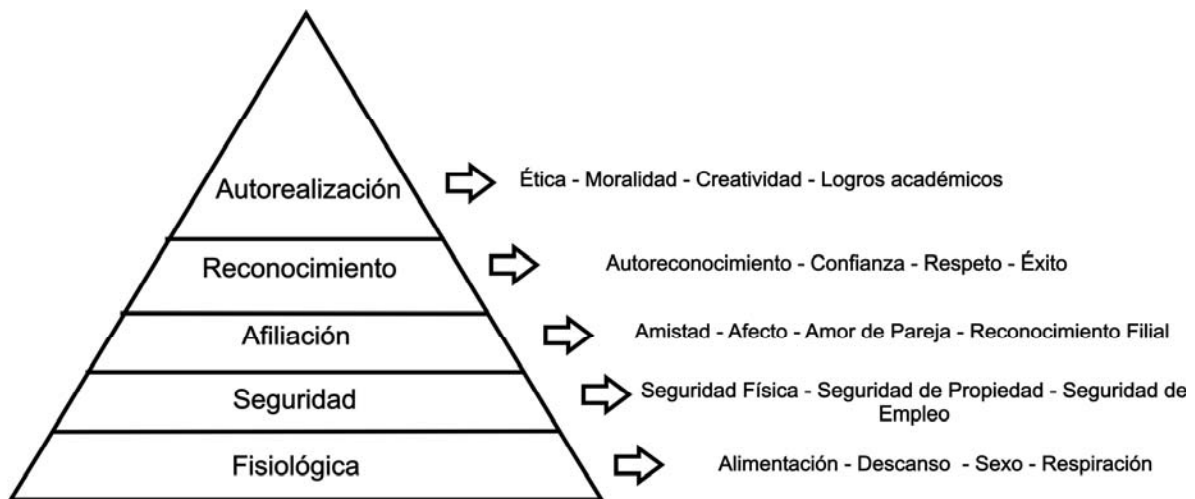 Autorealización
Ética - Moralidad - Creatividad - Logros académicos
Reconocimiento
Autoreconocimiento - Confianza - Respeto - Éxito
Afiliación
Amistad - Afecto - Amor de Pareja - Reconocimiento Filial
Seguridad
Seguridad Física - Seguridad de Propiedad - Seguridad de
Empleo
Fisiológica
Alimentación - Descanso - Sexo - Respiración